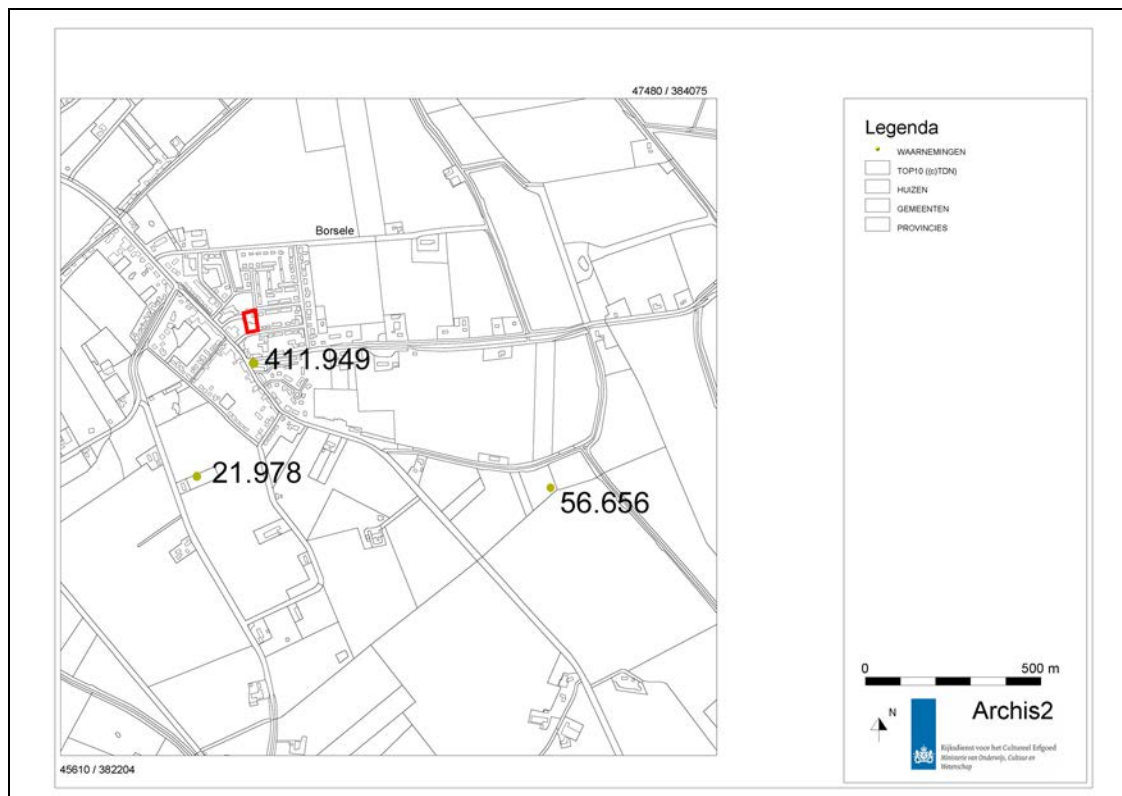 47480 / 384075
Legenda
WAARNEMINGEN
TOP10 ((c)TDN)
HUIZEN
GEMEENTEN
PROVINCIES
Borsele
411.949
21.978
56.656
0 500 m
N
Archis2
Rijksdienst voor het Cultureel Erfgoed
Ministerie van Onderwijs, Cultuur en
Wetenschap
45610 / 382204